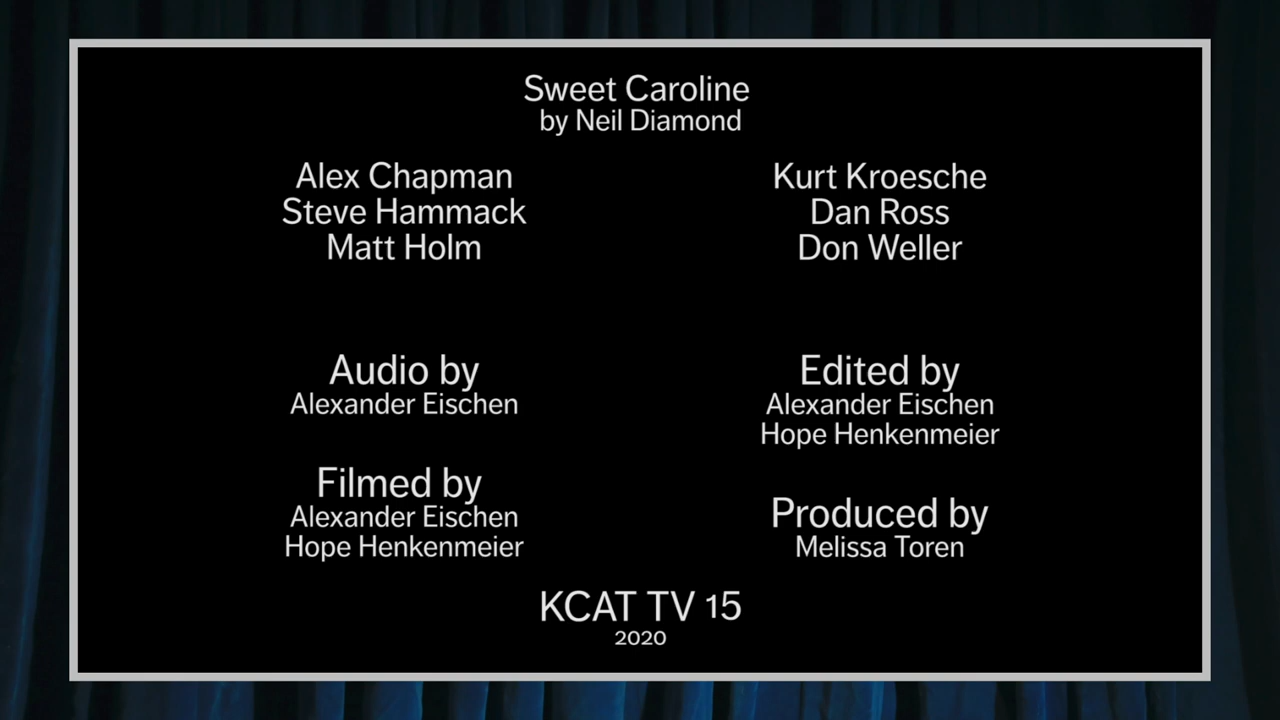 Sweet Caroline
by Neil Diamond
Alex Chapman
Steve Hammack
Matt Holm
Kurt Kroesche
Dan Ross
Don Weller
Audio by
Alexander Eischen
Filmed by
Alexander Eischen
Hope Henkenmeier
Edited by
Alexander Eischen
Hope Henkenmeier
Produced by
Melissa Toren
KCAT TV 15
2020